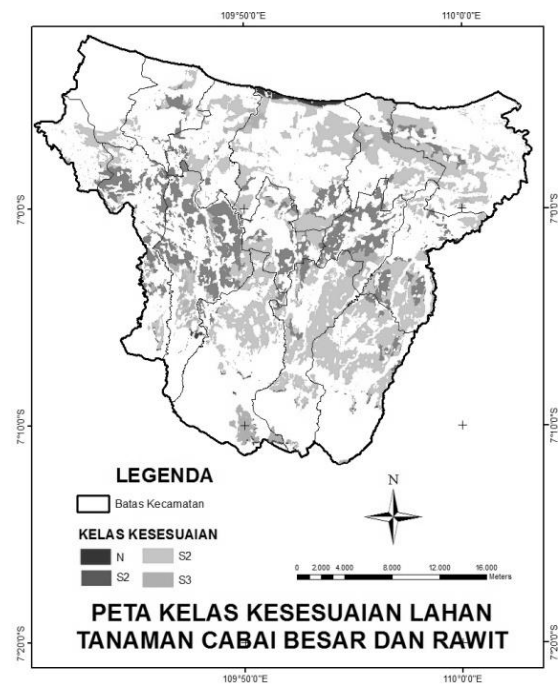 109°50'0"E 110°0'0"E
7°0'0"S 7°0'0"S
7°10'0"S 7°10'0"S
LEGENDA
Batas Kecamatan
KELAS KESESUAIAN
N S2
S2 S3
N
0 2.000 4.000 8.000 12.000 16.000
Meters
PETA KELAS KESESUAIAN LAHAN
TANAMAN CABAI BESAR DAN RAWIT
7°20'0"S 7°20'0"S
109°50'0"E 110°0'0"E